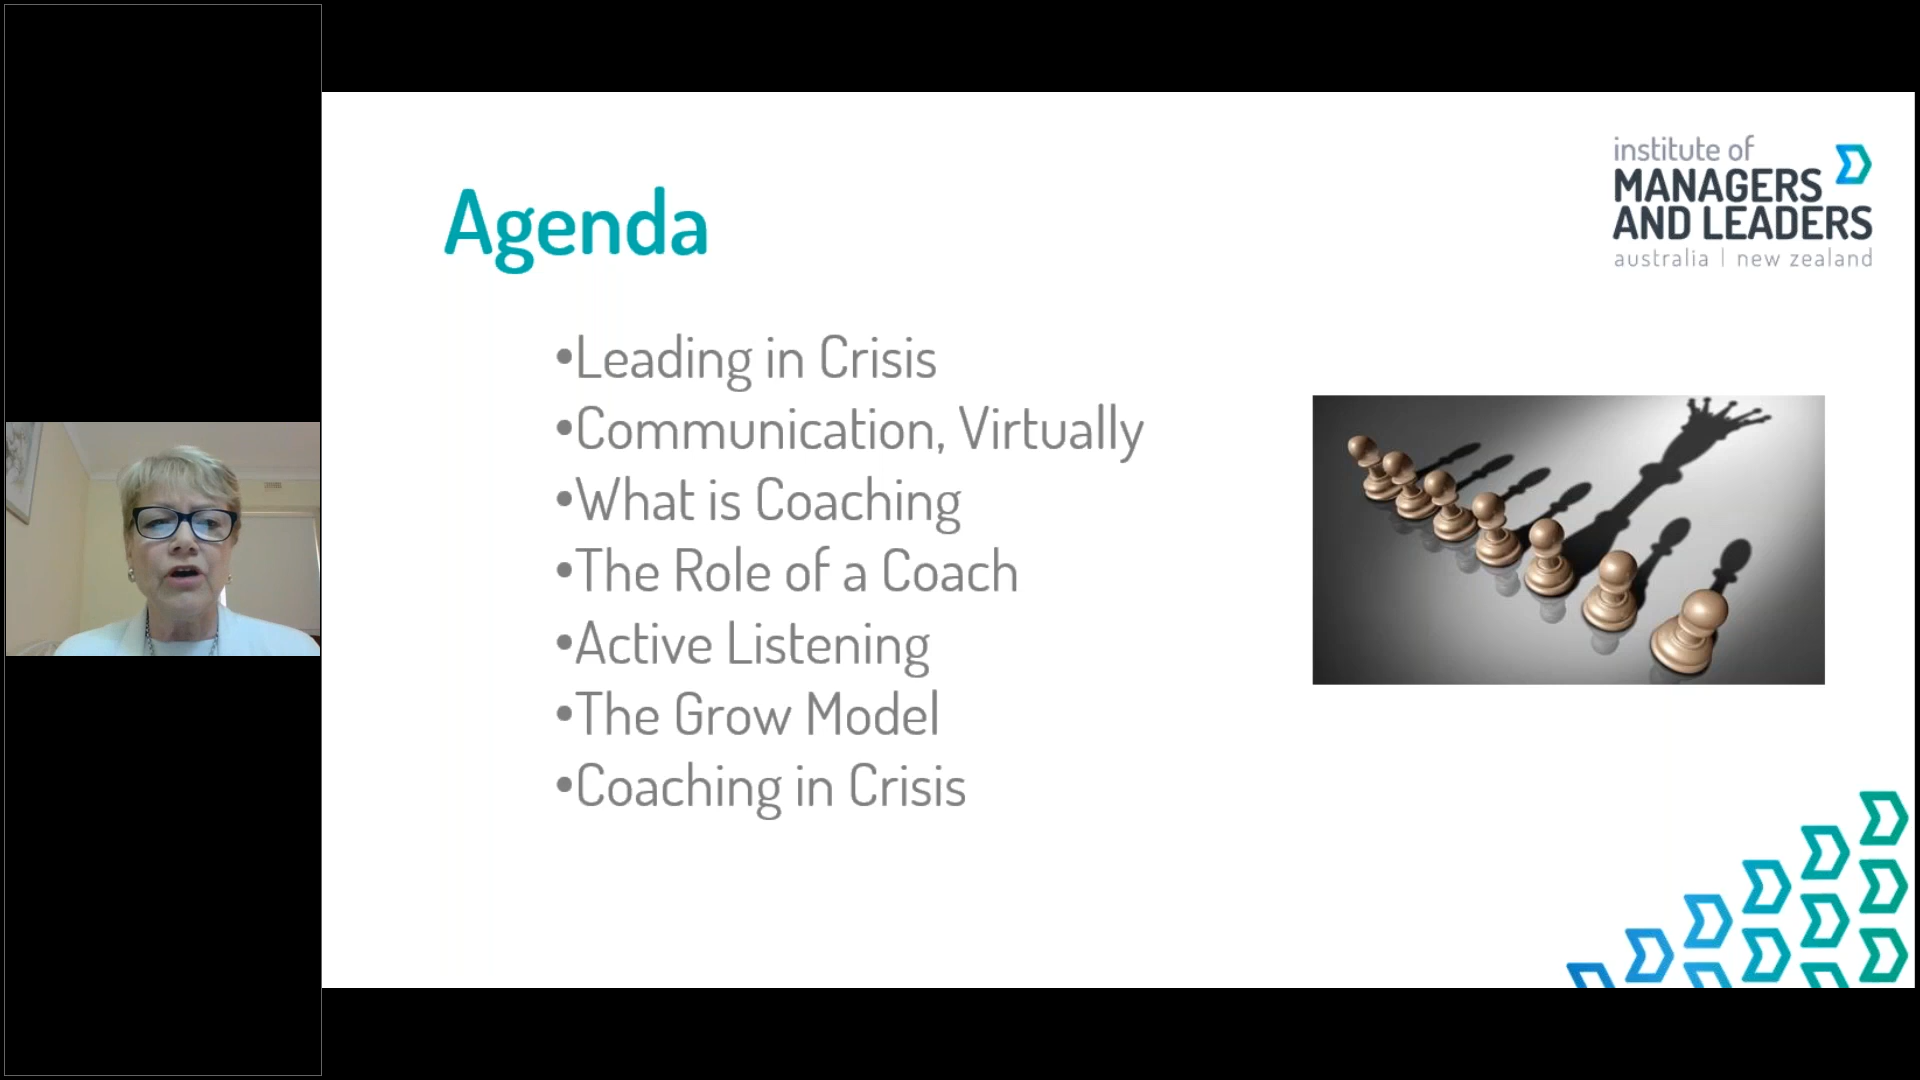 Agenda
institute of
MANAGERS
AND LEADERS
australia | new zealand
•Leading in Crisis
•Communication, Virtually
•What is Coaching
•The Role of a Coach
•Active Listening
•The Grow Model
•Coaching in Crisis